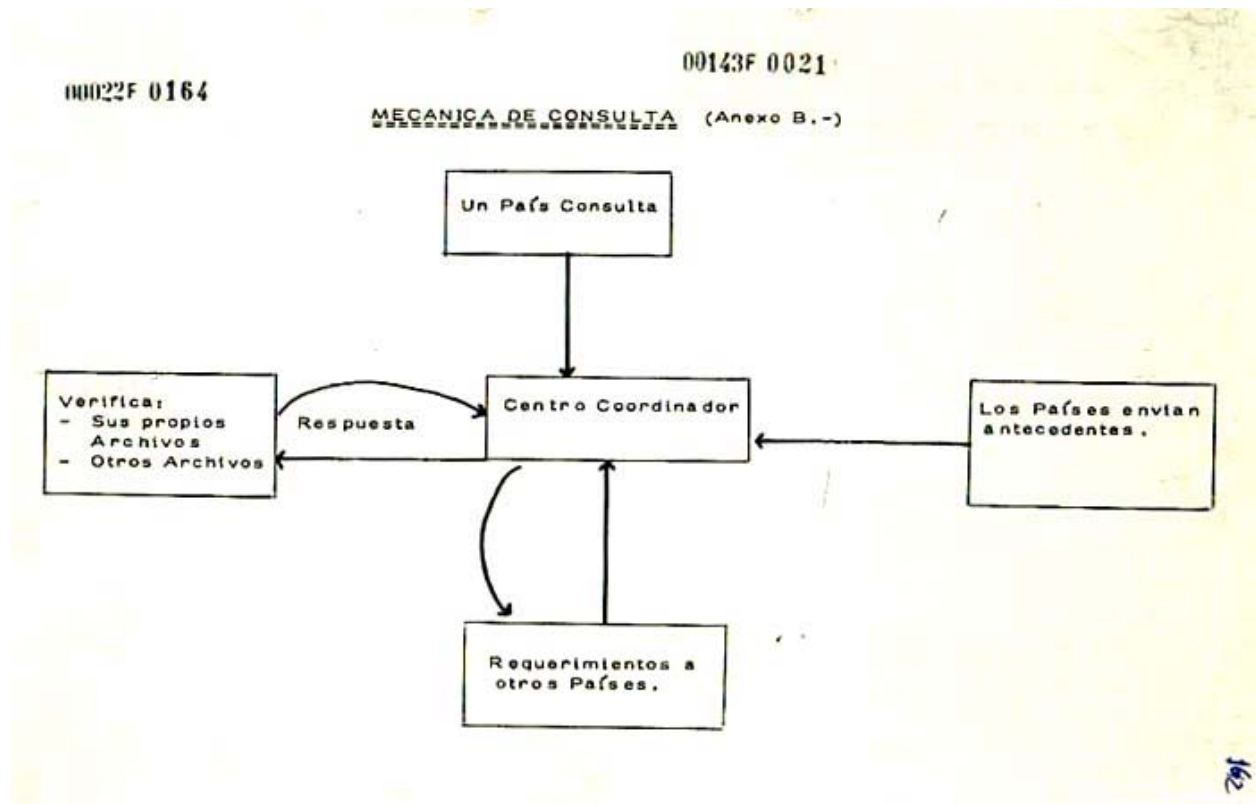 00143F 0021
00022F 0164
MECANICA DE CONSULTA (Anexo B.-)
Un País Consulta
Verifica:
- Sus propios
Archivos
- Otros Archivos
Respuesta
Centro Coordinador
Los Países envian
antecedentes.
Requerimientos a
otros Países.
162